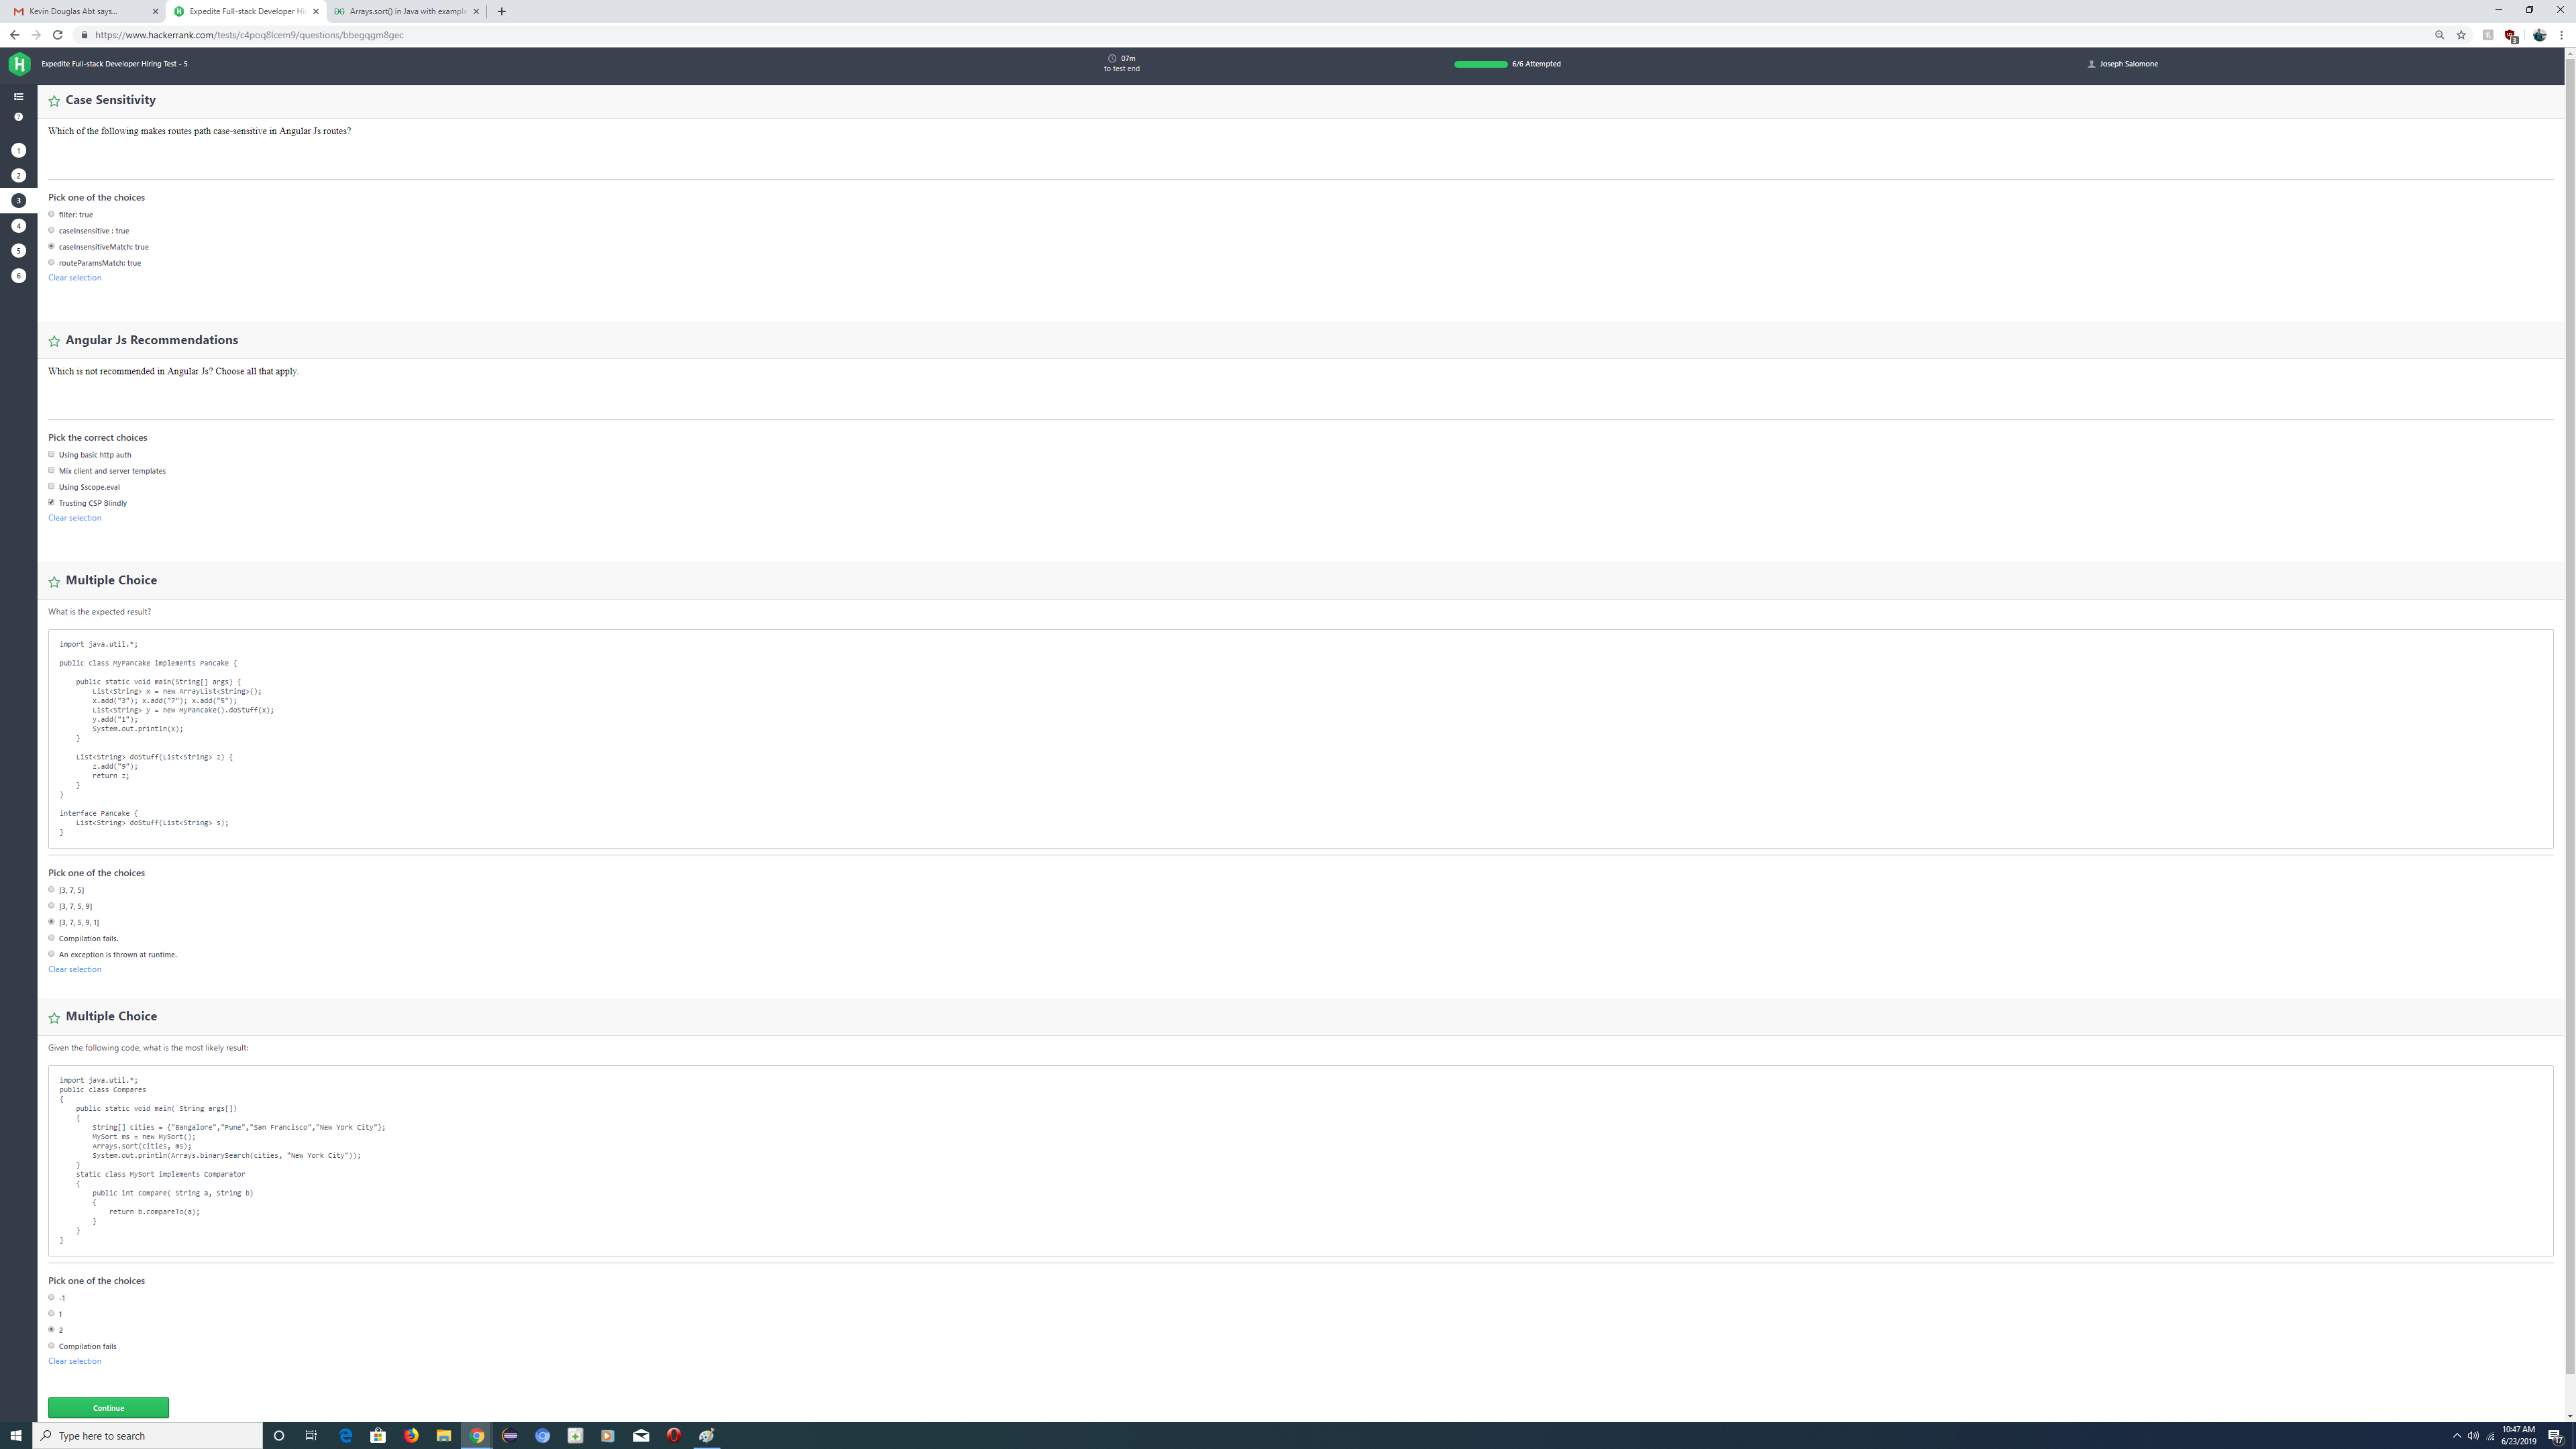 Kevin Douglas Abt says...
Expedite Full-stack Developer Hi
Arrays.sort() in Java with example
https://www.hackerrank.com/tests/c4poq8lcem9/questions/bbegqgm8gec
3
Expedite Full-stack Developer Hiring Test - 5
07m
to test end
6/6 Attempted
Joseph Salomone
1
2
3
4
5
6
Case Sensitivity
Which of the following makes routes path case-sensitive in Angular Js routes?
Pick one of the choices
filter: true
caseInsensitive : true
caseInsensitiveMatch: true
routeParamsMatch: true
Clear selection
Angular Js Recommendations
Which is not recommended in Angular Js? Choose all that apply.
Pick the correct choices
Using basic http auth
Mix client and server templates
Using $scope.eval
Trusting CSP Blindly
Clear selection
Multiple Choice
What is the expected result?
import java.util.*;
public class MyPancake implements Pancake {
public static void main(String[] args) {
List<String> x = new ArrayList<String>();
x.add("3"); x.add("7"); x.add("5");
List<String> y = new MyPancake().doStuff(x);
y.add("1");
System.out.println(x);
}
List<String> doStuff(List<String> z) {
z.add("9");
return z;
}
}
interface Pancake {
List<String> doStuff(List<String> s);
}
Pick one of the choices
[3, 7, 5]
[3, 7, 5, 9]
[3, 7, 5, 9, 1]
Compilation fails.
An exception is thrown at runtime.
Clear selection
Multiple Choice
Given the following code, what is the most likely result:
import java.util.*;
public class Compares
{
public static void main( String args[])
{
String[] cities = {"Bangalore","Pune","San Francisco","New York City"};
MySort ms = new MySort();
Arrays.sort(cities, ms);
System.out.println(Arrays.binarySearch(cities, "New York City"));
}
static class MySort implements Comparator
{
public int compare( String a, String b)
{
return b.compareTo(a);
}
}
}
Pick one of the choices
-1
1
2
Compilation fails
Clear selection
Continue
Type here to search
10:47 AM
6/23/2019
17